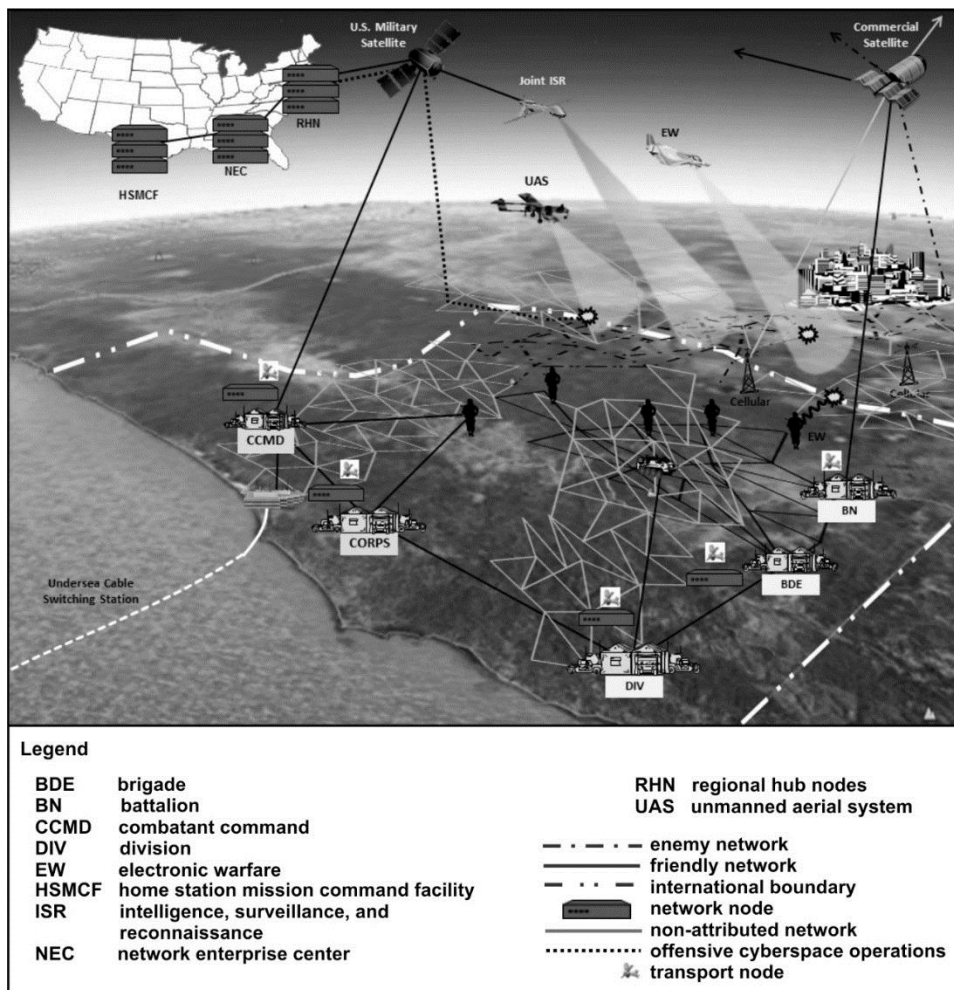 U.S. Military
Satellite
Commercial
Satellite
Joint ISR
RHN
EW
NEC
HSMCF
UAS
Cellular
Cellular
CCMD
EW
BN
CORPS
Undersea Cable
Switching Station
BDE
DIV
Legend
BDE brigade
BN battalion
CCMD combatant command
DIV division
EW electronic warfare
HSMCF home station mission command facility
ISR intelligence, surveillance, and
reconnaissance
NEC network enterprise center
RHN regional hub nodes
UAS unmanned aerial system
enemy network
friendly network
international boundary
network node
non-attributed network
offensive cyberspace operations
transport node